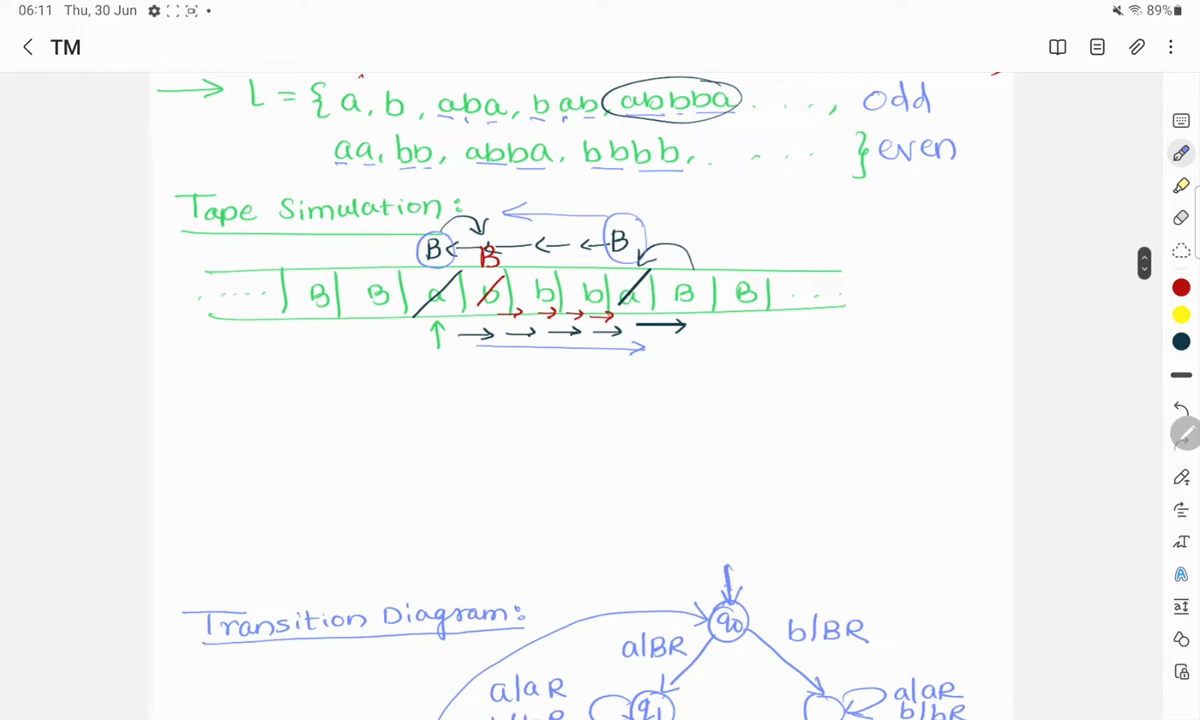 06:11 Thu, 30 Jun 89%
TM
L = { a, b, aba, bab, abbba ....., odd
aa, bb, abba, bbbb, ..... } even
Tape Simulation:
B B B
..... | B | B | a | b | b | b | a | B | B | ...
Transition Diagram:
q0
a|BR b|BR
a|aR a|aR
q1 b|bR